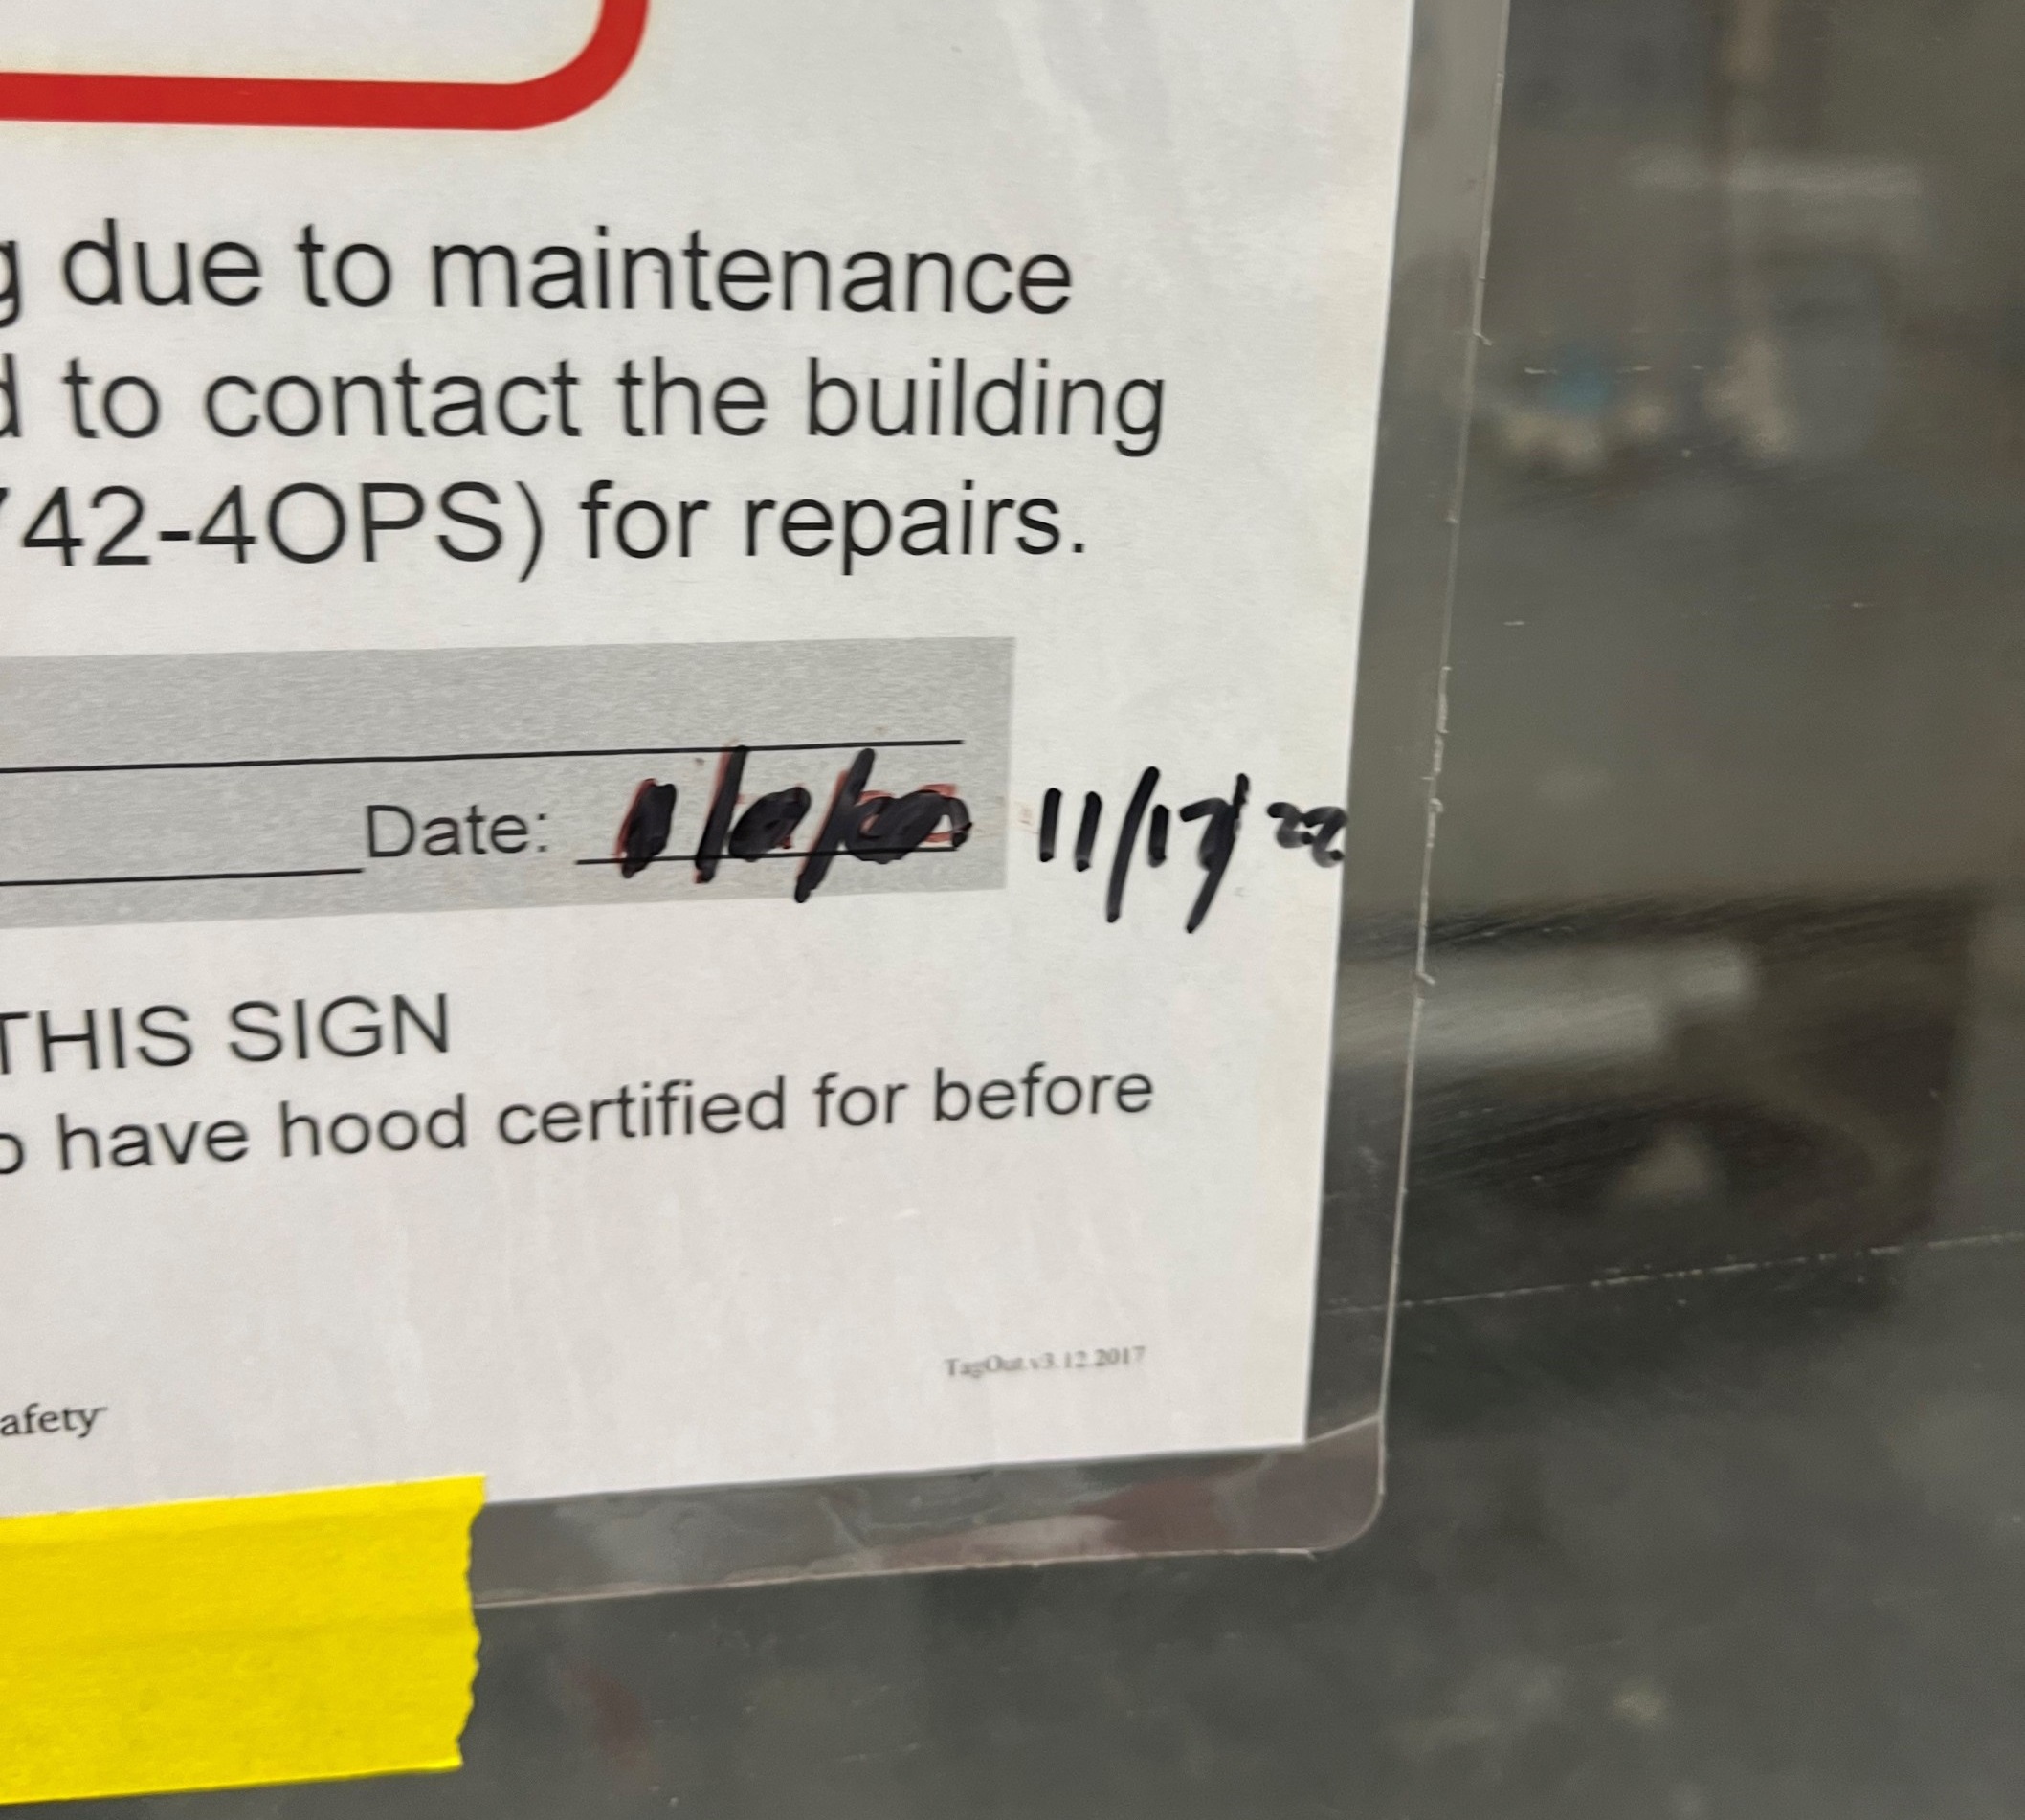 due to maintenance
to contact the building
42-4OPS) for repairs.
Date: 11/17/22
THIS SIGN
have hood certified for before
TagOut.v3.12.2017
afety